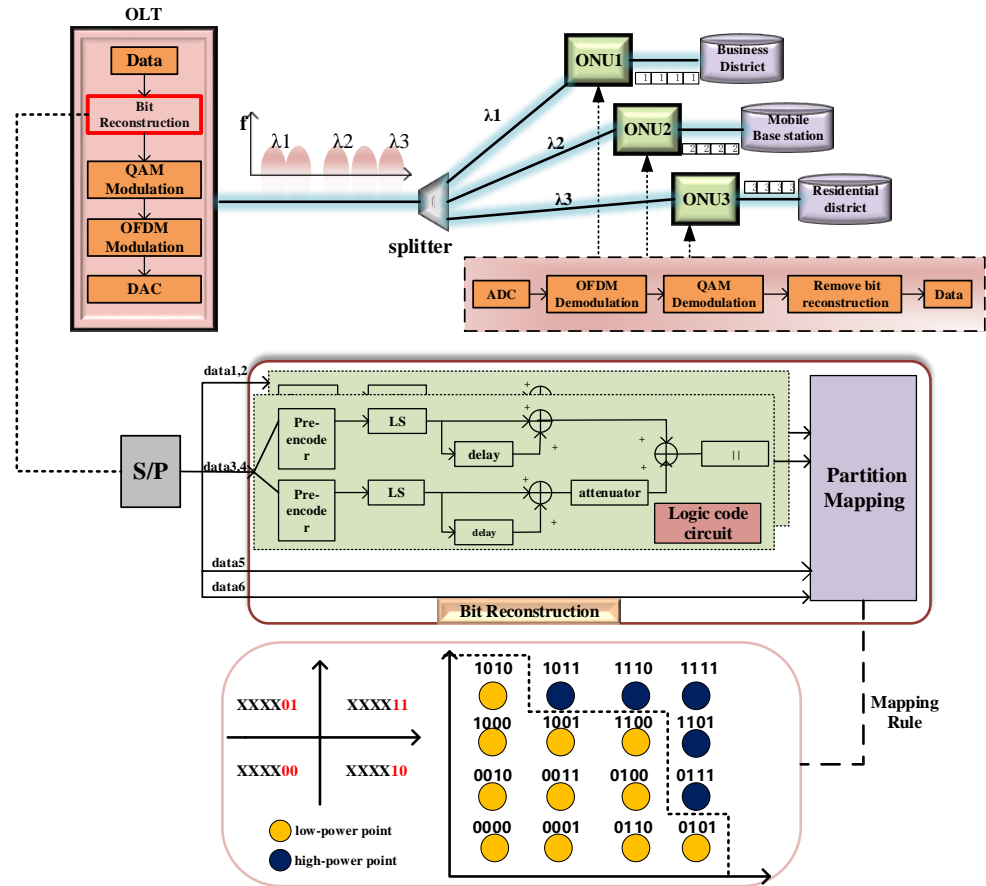 OLT
Data
Bit
Reconstruction
QAM
Modulation
OFDM
Modulation
DAC
f
λ1
λ2
λ3
splitter
λ1
λ2
λ3
ONU1
1 1 1 1
Business
District
ONU2
2 2 2 2
Mobile
Base station
ONU3
3 3 3 3
Residential
district
ADC
OFDM
Demodulation
QAM
Demodulation
Remove bit
reconstruction
Data
S/P
data1,2
data3,4
data5
data6
+
+
Pre-
encode
r
LS
delay
+
+
Pre-
encode
r
LS
delay
+
+
attenuator
+
+
||
Logic code
circuit
Partition
Mapping
Bit Reconstruction
Mapping
Rule
XXXX01
XXXX11
XXXX00
XXXX10
low-power point
high-power point
1010 1011 1110 1111
1000 1001 1100 1101
0010 0011 0100 0111
0000 0001 0110 0101